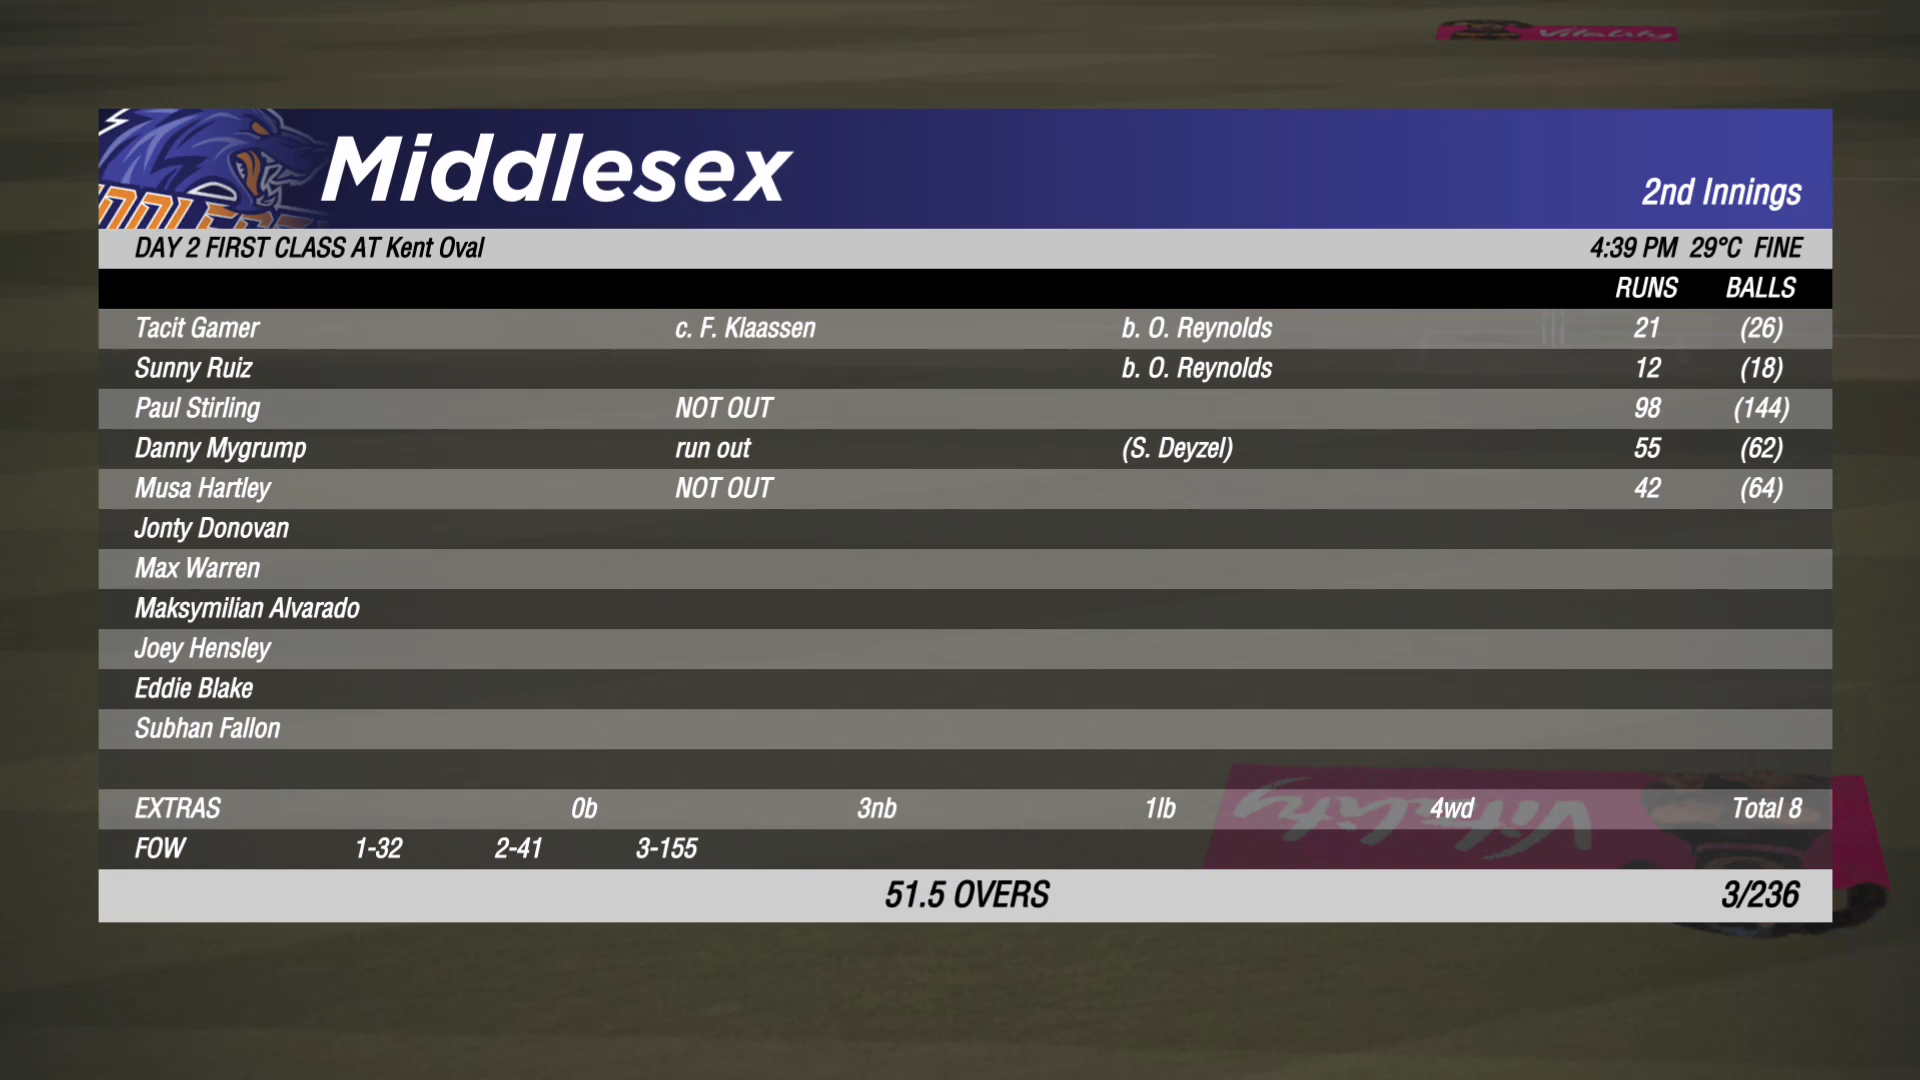 Vitality
Middlesex
2nd Innings
DAY 2 FIRST CLASS AT Kent Oval 4:39 PM 29°C FINE
RUNS BALLS
Tacit Gamer c. F. Klaassen b. O. Reynolds 21 (26)
Sunny Ruiz b. O. Reynolds 12 (18)
Paul Stirling NOT OUT 98 (144)
Danny Mygrump run out (S. Deyzel) 55 (62)
Musa Hartley NOT OUT 42 (64)
Jonty Donovan
Max Warren
Maksymilian Alvarado
Joey Hensley
Eddie Blake
Subhan Fallon
EXTRAS 0b 3nb 1lb 4wd Total 8
Vitality
FOW 1-32 2-41 3-155
51.5 OVERS 3/236